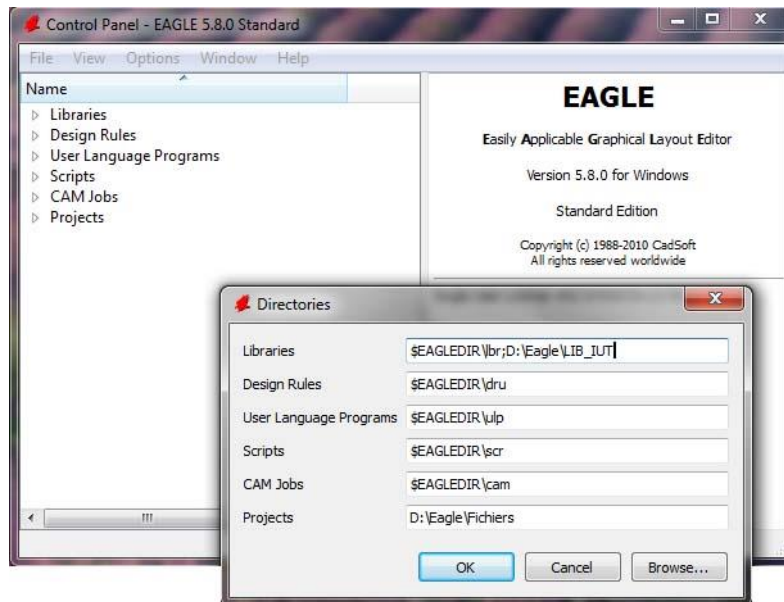 Control Panel - EAGLE 5.8.0 Standard
File View Options Window Help
Name
Libraries
Design Rules
User Language Programs
Scripts
CAM Jobs
Projects
EAGLE
Easily Applicable Graphical Layout Editor
Version 5.8.0 for Windows
Standard Edition
Copyright (c) 1988-2010 CadSoft
All rights reserved worldwide
Directories
Libraries $EAGLEDIR\lbr;D:\Eagle\LIB_IUT
Design Rules $EAGLEDIR\dru
User Language Programs $EAGLEDIR\ulp
Scripts $EAGLEDIR\scr
CAM Jobs $EAGLEDIR\cam
Projects D:\Eagle\Fichiers
OK Cancel Browse...